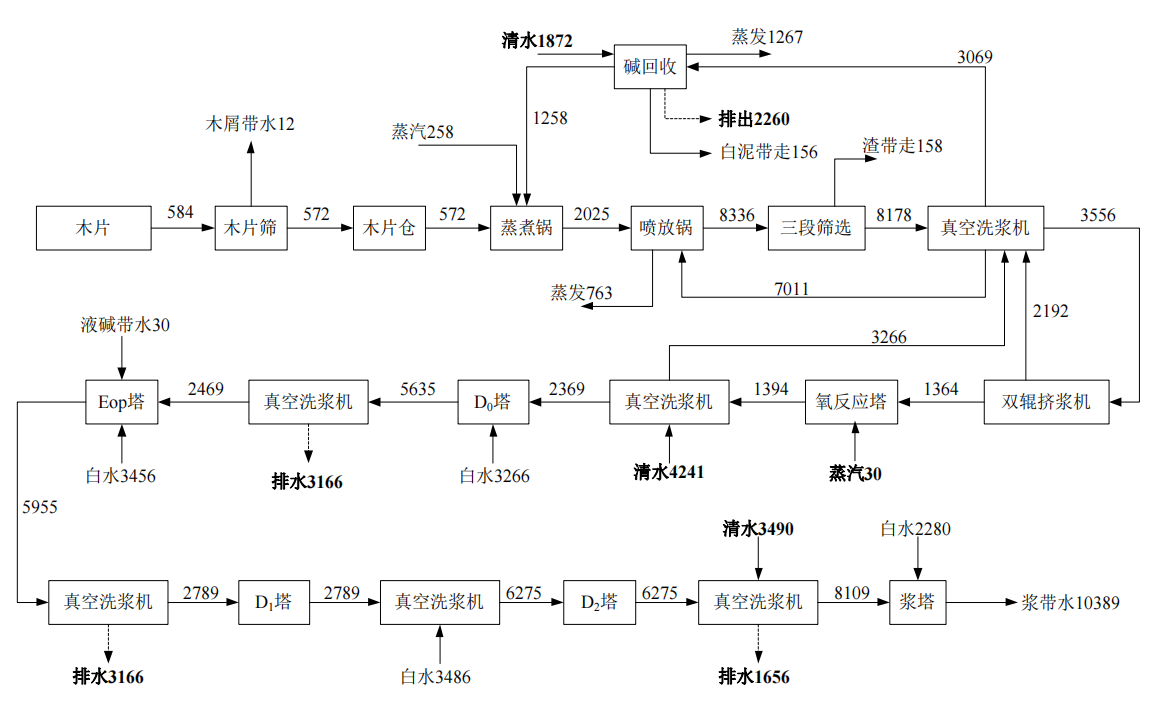 清水1872
蒸发1267
碱回收
3069
木屑带水12
蒸汽258
1258
排出2260
白泥带走156
渣带走158
木片
584
木片筛
572
木片仓
572
蒸煮锅
2025
喷放锅
8336
三段筛选
8178
真空洗浆机
3556
蒸发763
7011
2192
液碱带水30
3266
Eop塔
2469
真空洗浆机
5635
D0塔
2369
真空洗浆机
1394
氧反应塔
1364
双辊挤浆机
白水3456
排水3166
白水3266
清水4241
蒸汽30
5955
清水3490
白水2280
真空洗浆机
2789
D1塔
2789
真空洗浆机
6275
D2塔
6275
真空洗浆机
8109
浆塔
浆带水10389
排水3166
白水3486
排水1656